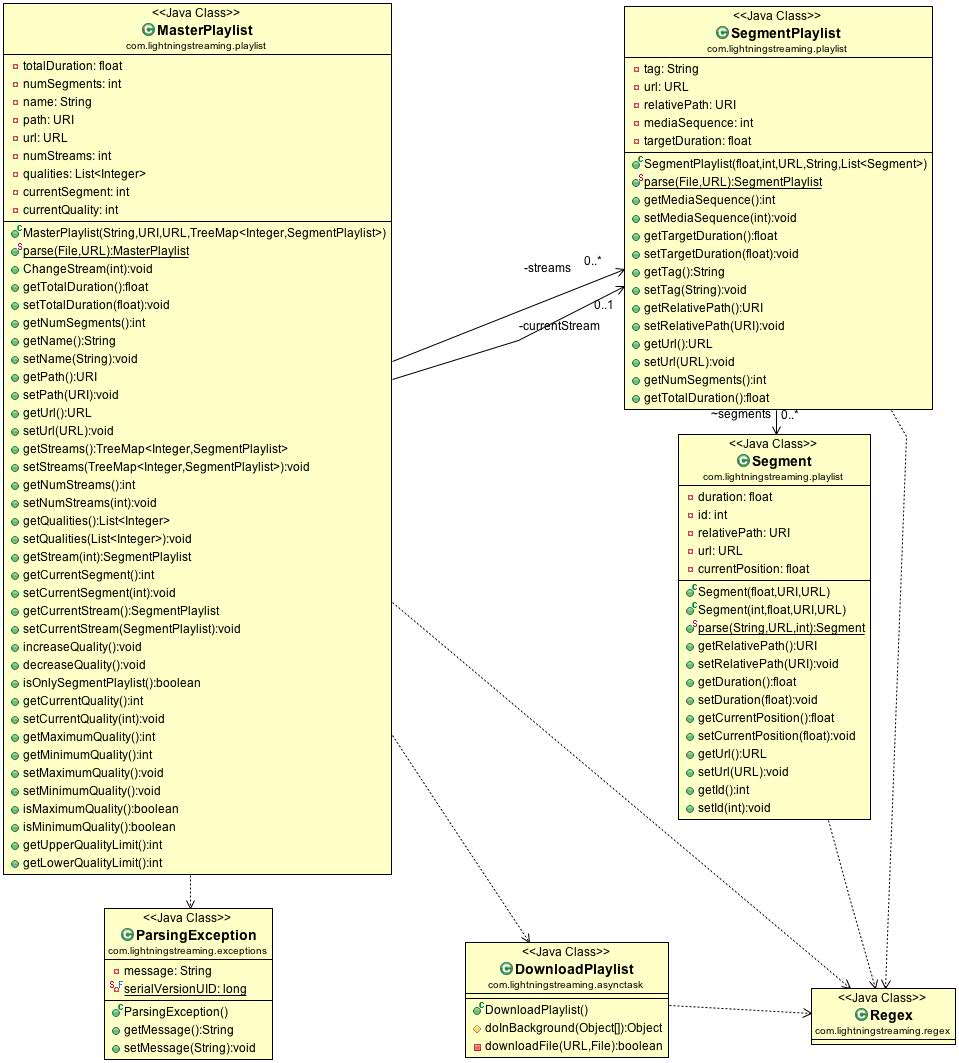 <<Java Class>>
MasterPlaylist
com.lightningstreaming.playlist
totalDuration: float
numSegments: int
name: String
path: URI
url: URL
numStreams: int
qualities: List<Integer>
currentSegment: int
currentQuality: int
MasterPlaylist(String,URI,URL,TreeMap<Integer,SegmentPlaylist>)
parse(File,URL):MasterPlaylist
ChangeStream(int):void
getTotalDuration():float
setTotalDuration(float):void
getNumSegments():int
getName():String
setName(String):void
getPath():URI
setPath(URI):void
getUrl():URL
setUrl(URL):void
getStreams():TreeMap<Integer,SegmentPlaylist>
setStreams(TreeMap<Integer,SegmentPlaylist>):void
getNumStreams():int
setNumStreams(int):void
getQualities():List<Integer>
setQualities(List<Integer>):void
getStream(int):SegmentPlaylist
getCurrentSegment():int
setCurrentSegment(int):void
getCurrentStream():SegmentPlaylist
setCurrentStream(SegmentPlaylist):void
increaseQuality():void
decreaseQuality():void
isOnlySegmentPlaylist():boolean
getCurrentQuality():int
setCurrentQuality(int):void
getMaximumQuality():int
getMinimumQuality():int
setMaximumQuality():void
setMinimumQuality():void
isMaximumQuality():boolean
isMinimumQuality():boolean
getUpperQualityLimit():int
getLowerQualityLimit():int
-streams 0..*
0..1
-currentStream
<<Java Class>>
SegmentPlaylist
com.lightningstreaming.playlist
tag: String
url: URL
relativePath: URI
mediaSequence: int
targetDuration: float
SegmentPlaylist(float,int,URL,String,List<Segment>)
parse(File,URL):SegmentPlaylist
getMediaSequence():int
setMediaSequence(int):void
getTargetDuration():float
setTargetDuration(float):void
getTag():String
setTag(String):void
getRelativePath():URI
setRelativePath(URI):void
getUrl():URL
setUrl(URL):void
getNumSegments():int
getTotalDuration():float
~segments 0..*
<<Java Class>>
Segment
com.lightningstreaming.playlist
duration: float
id: int
relativePath: URI
url: URL
currentPosition: float
Segment(float,URI,URL)
Segment(int,float,URI,URL)
parse(String,URL,int):Segment
getRelativePath():URI
setRelativePath(URI):void
getDuration():float
setDuration(float):void
getCurrentPosition():float
setCurrentPosition(float):void
getUrl():URL
setUrl(URL):void
getId():int
setId(int):void
<<Java Class>>
ParsingException
com.lightningstreaming.exceptions
message: String
serialVersionUID: long
ParsingException()
getMessage():String
setMessage(String):void
<<Java Class>>
DownloadPlaylist
com.lightningstreaming.asynctask
DownloadPlaylist()
doInBackground(Object[]):Object
downloadFile(URL,File):boolean
<<Java Class>>
Regex
com.lightningstreaming.regex